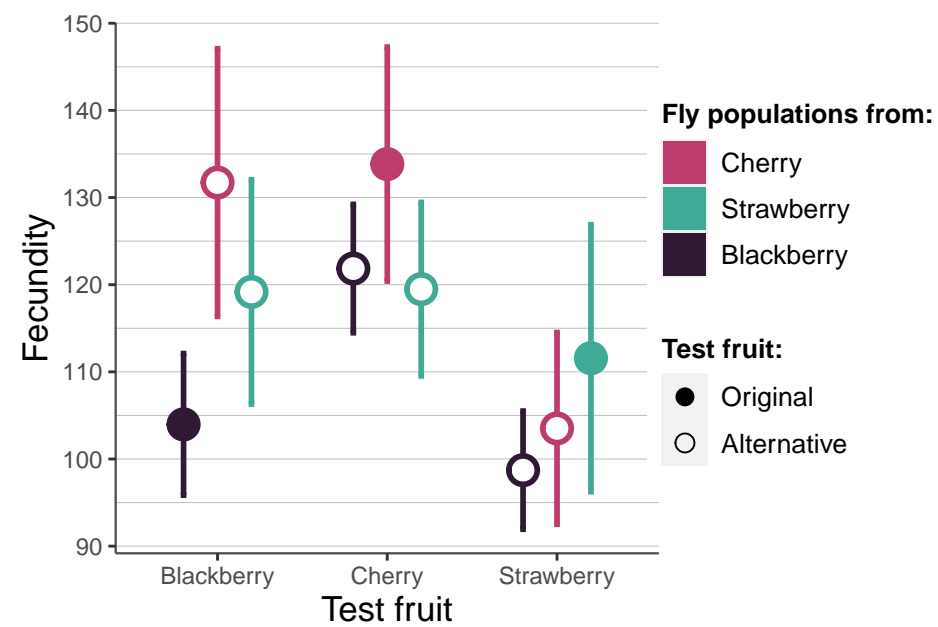 150
140
130
120
110
100
90
Fecundity
Blackberry
Cherry
Strawberry
Test fruit
Fly populations from:
Cherry
Strawberry
Blackberry
Test fruit:
Original
Alternative